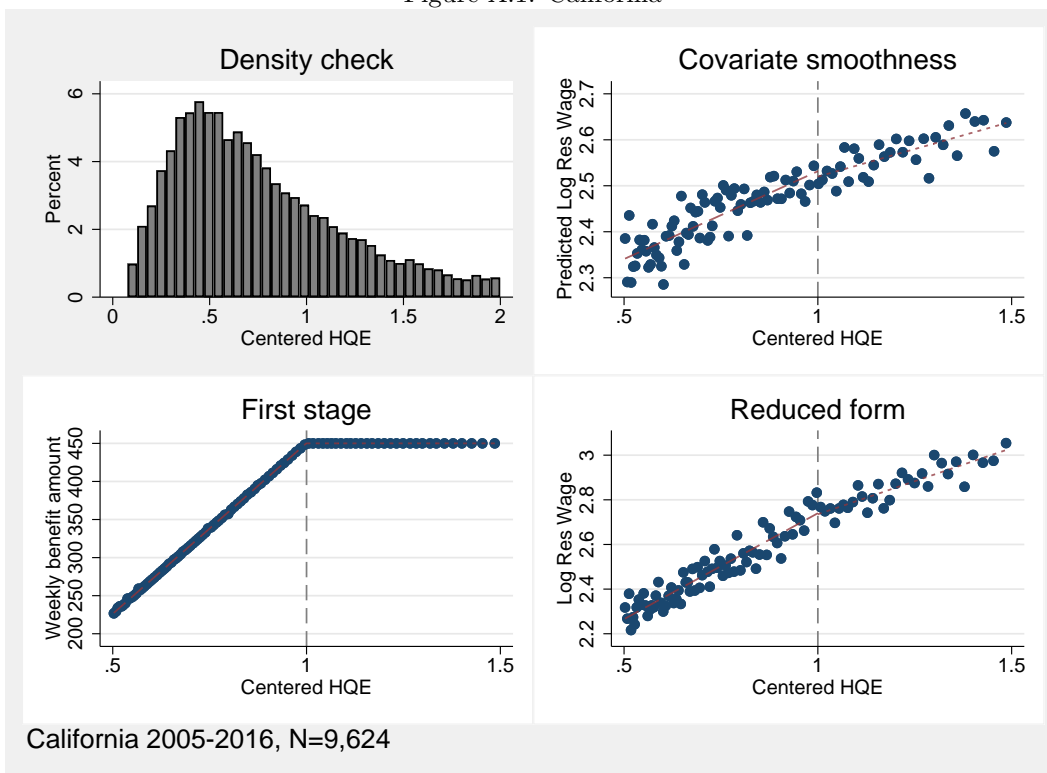 Density check
Percent
6
4
2
0
0 .5 1 1.5 2
Centered HQE
Covariate smoothness
Predicted Log Res Wage
2.7
2.6
2.5
2.4
2.3
.5 1 1.5
Centered HQE
First stage
Weekly benefit amount
450
400
350
300
250
200
.5 1 1.5
Centered HQE
Reduced form
Log Res Wage
3
2.8
2.6
2.4
2.2
.5 1 1.5
Centered HQE
California 2005-2016, N=9,624